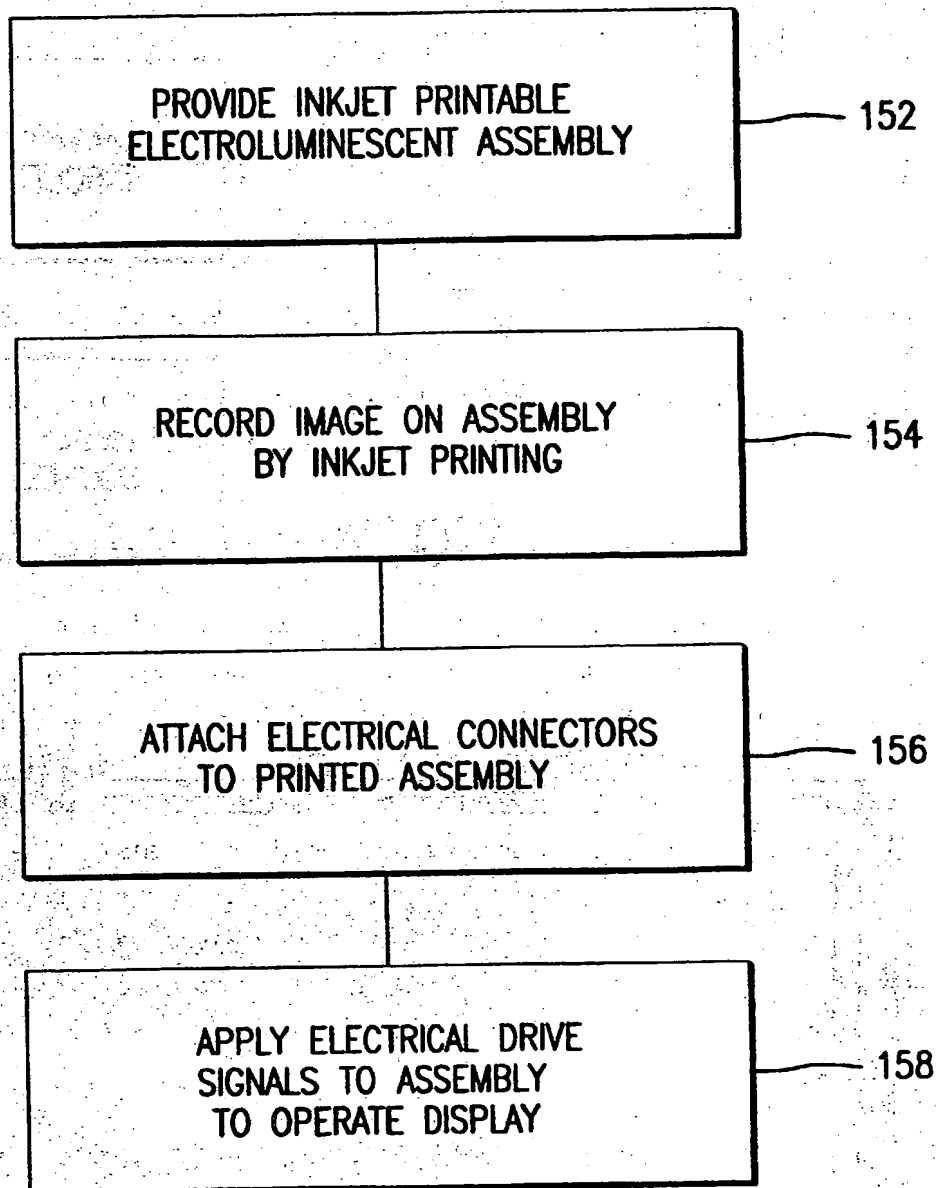 PROVIDE INKJET PRINTABLE
ELECTROLUMINESCENT ASSEMBLY
152
RECORD IMAGE ON ASSEMBLY
BY INKJET PRINTING
154
ATTACH ELECTRICAL CONNECTORS
TO PRINTED ASSEMBLY
156
APPLY ELECTRICAL DRIVE
SIGNALS TO ASSEMBLY
TO OPERATE DISPLAY
158